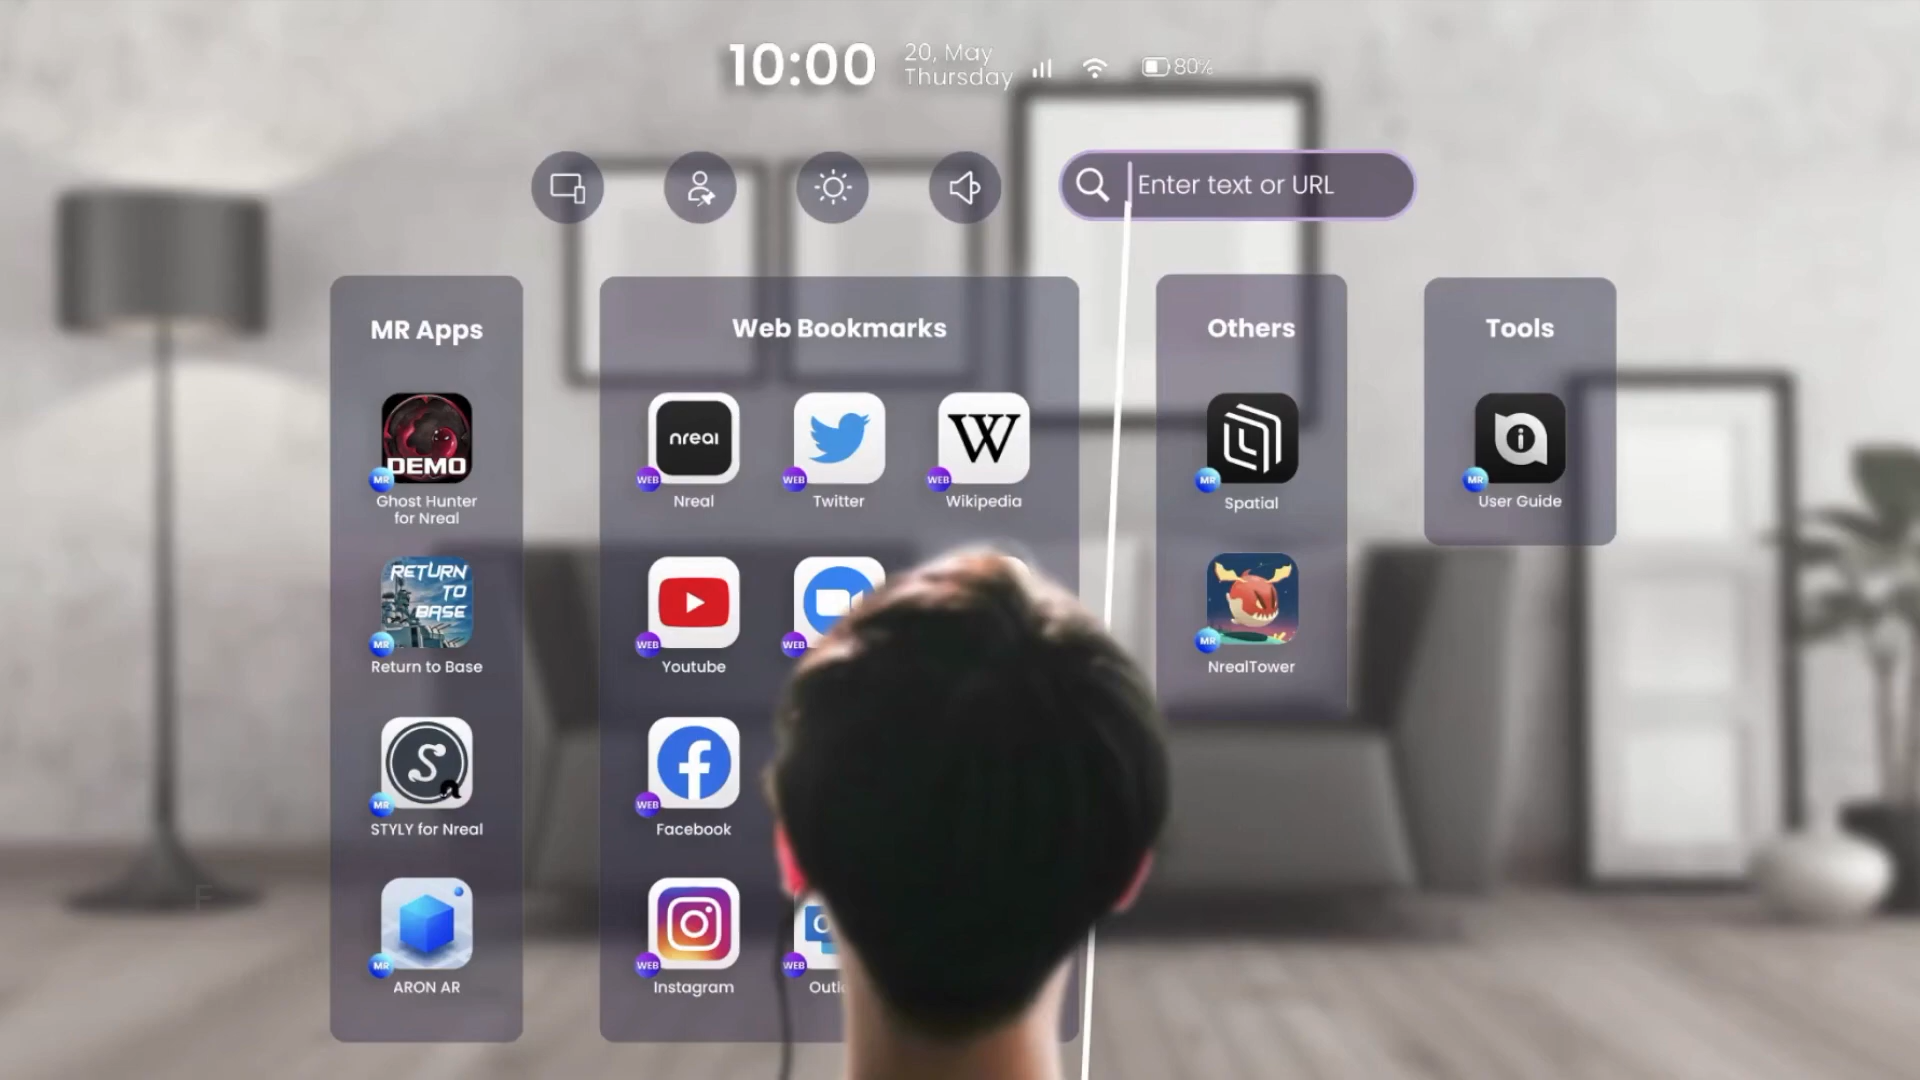 10:00
20, May
Thursday
80%
Enter text or URL
MR Apps
DEMO
MR
Ghost Hunter
for Nreal
RETURN
TO
BASE
MR
Return to Base
S
MR
STYLY for Nreal
MR
ARON AR
Web Bookmarks
nreal
WEB
Nreal
WEB
Twitter
W
WEB
Wikipedia
WEB
Youtube
WEB
f
WEB
Facebook
WEB
Instagram
WEB
Others
MR
Spatial
MR
NrealTower
Tools
i
MR
User Guide